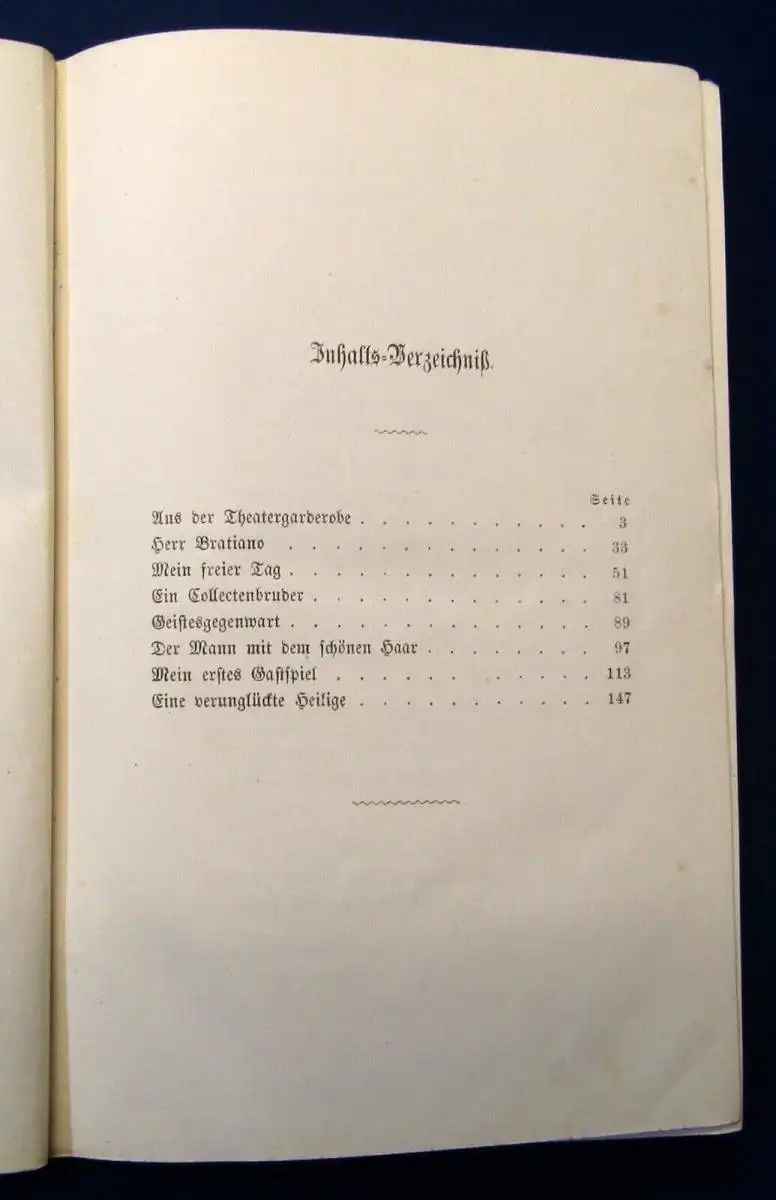 Inhalts-Verzeichniß.
Seite
Aus der Theatergarderobe . . . . . . . . . . . 3
Herr Bratiano . . . . . . . . . . . . . . 33
Mein freier Tag . . . . . . . . . . . . . . 51
Ein Collectenbruder . . . . . . . . . . . . . 81
Geistesgegenwart . . . . . . . . . . . . . . 89
Der Mann mit dem schönen Haar . . . . . . . . 97
Mein erstes Gastspiel . . . . . . . . . . . . 113
Eine verunglückte Heilige . . . . . . . . . . . 147